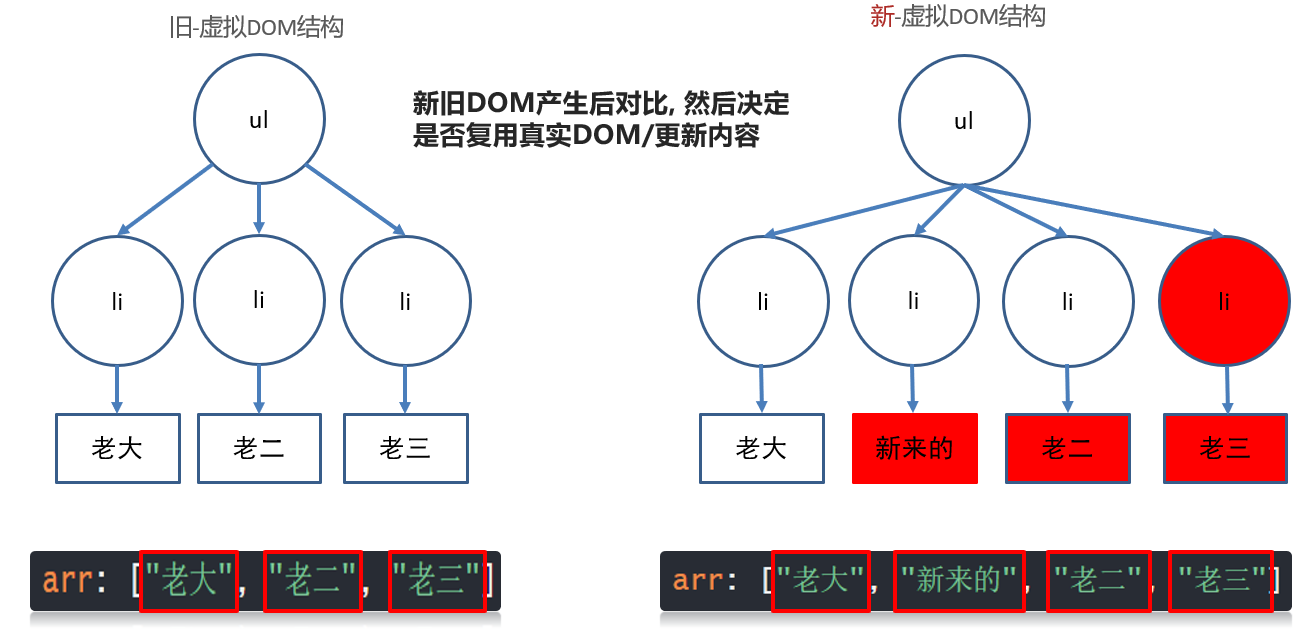 旧-虚拟DOM结构
新-虚拟DOM结构
新旧DOM产生后对比, 然后决定
是否复用真实DOM/更新内容
ul
ul
li
li
li
li
li
li
li
老大
老二
老三
老大
新来的
老二
老三
arr: ["老大", "老二", "老三"]
arr: ["老大", "新来的", "老二", "老三"]